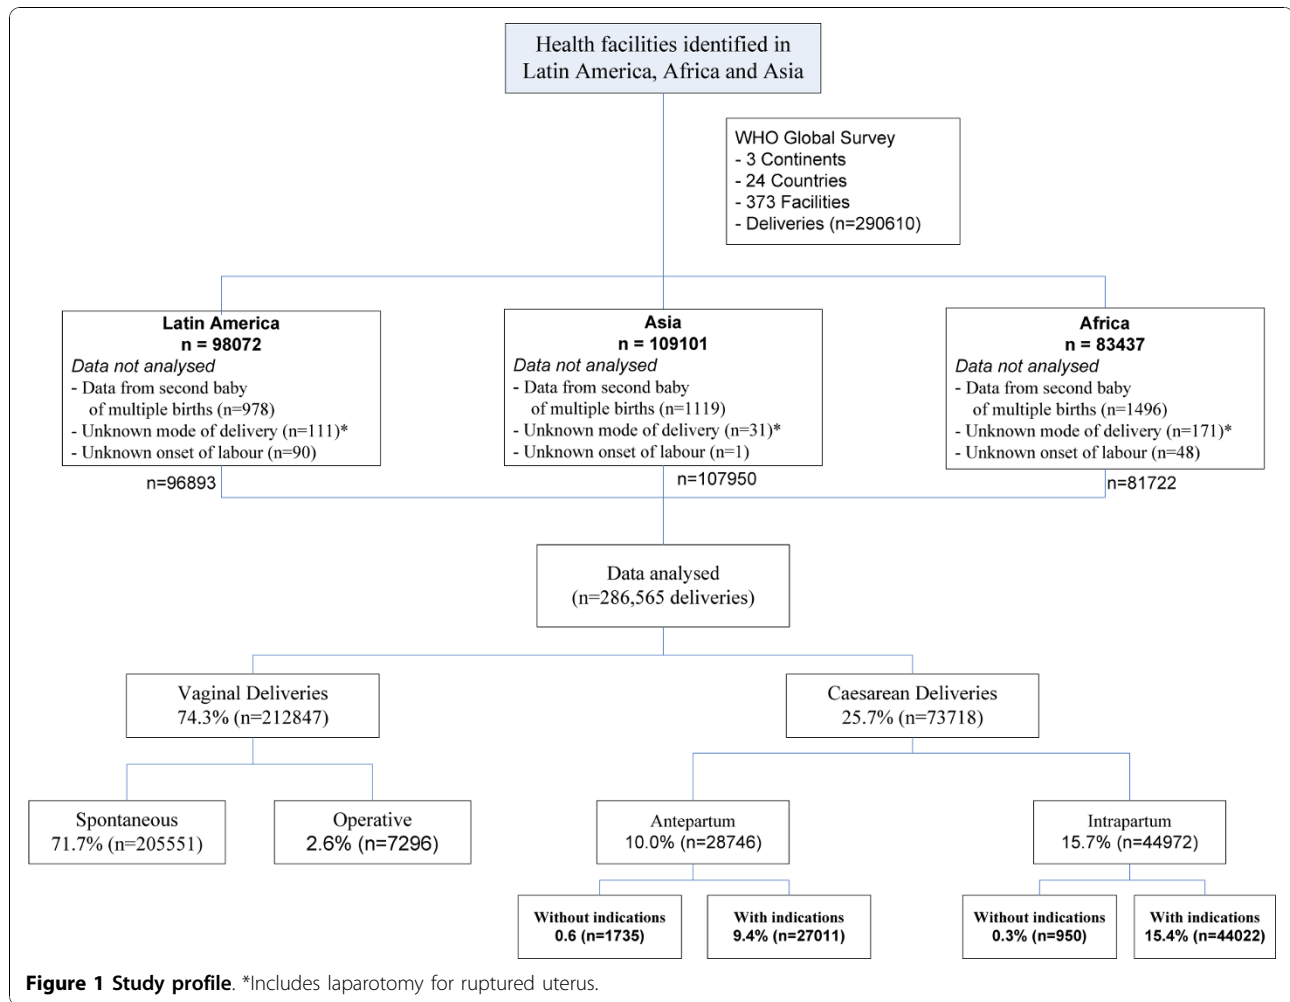 Health facilities identified in
Latin America, Africa and Asia
WHO Global Survey
- 3 Continents
- 24 Countries
- 373 Facilities
- Deliveries (n=290610)
Latin America
n = 98072
Data not analysed
- Data from second baby
of multiple births (n=978)
- Unknown mode of delivery (n=111)*
- Unknown onset of labour (n=90)
n=96893
Asia
n = 109101
Data not analysed
- Data from second baby
of multiple births (n=1119)
- Unknown mode of delivery (n=31)*
- Unknown onset of labour (n=1)
n=107950
Africa
n = 83437
Data not analysed
- Data from second baby
of multiple births (n=1496)
- Unknown mode of delivery (n=171)*
- Unknown onset of labour (n=48)
n=81722
Data analysed
(n=286,565 deliveries)
Vaginal Deliveries
74.3% (n=212847)
Caesarean Deliveries
25.7% (n=73718)
Spontaneous
71.7% (n=205551)
Operative
2.6% (n=7296)
Antepartum
10.0% (n=28746)
Intrapartum
15.7% (n=44972)
Without indications
0.6 (n=1735)
With indications
9.4% (n=27011)
Without indications
0.3% (n=950)
With indications
15.4% (n=44022)
Figure 1 Study profile. *Includes laparotomy for ruptured uterus.